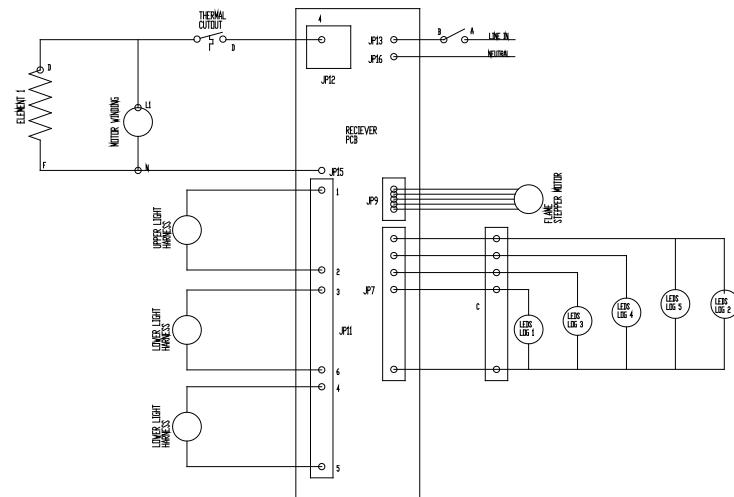 THERMAL
CUTOUT
D
4
JP12
JP13
JP16
B
A
LINE IN
NEUTRAL
ELEMENT 1
D
F
MOTOR WINDING
L1
N
RECIEVER
PCB
JP15
UPPER LIGHT
HARNESS
1
2
LOWER LIGHT
HARNESS
3
6
JP11
LOWER LIGHT
HARNESS
4
5
JP9
FLAME
STEPPER MOTOR
JP7
C
LEDS
LOG 1
LEDS
LOG 3
LEDS
LOG 4
LEDS
LOG 5
LEDS
LOG 2